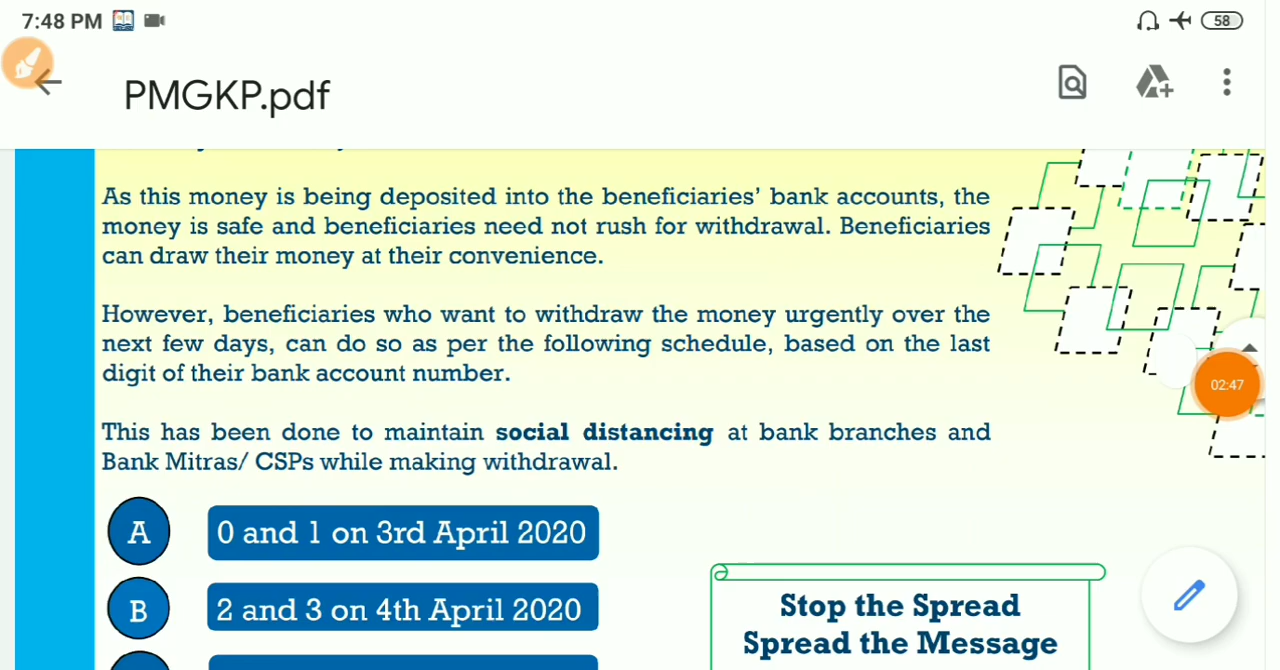 7:48 PM
58
PMGKP.pdf
As this money is being deposited into the beneficiaries’ bank accounts, the
money is safe and beneficiaries need not rush for withdrawal. Beneficiaries
can draw their money at their convenience.
However, beneficiaries who want to withdraw the money urgently over the
next few days, can do so as per the following schedule, based on the last
digit of their bank account number.
02:47
This has been done to maintain social distancing at bank branches and
Bank Mitras/ CSPs while making withdrawal.
A
0 and 1 on 3rd April 2020
B
2 and 3 on 4th April 2020
Stop the Spread
Spread the Message